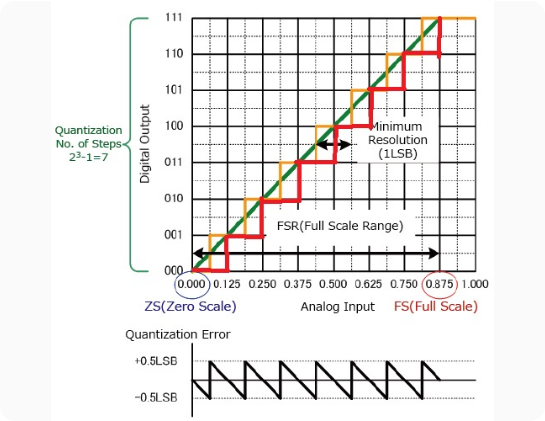 111
110
101
100
011
010
001
000
Digital Output
Quantization
No. of Steps
2³-1=7
Minimum
Resolution
(1LSB)
FSR(Full Scale Range)
0.000 0.125 0.250 0.375 0.500 0.625 0.750 0.875 1.000
ZS(Zero Scale) Analog Input FS(Full Scale)
Quantization Error
+0.5LSB
-0.5LSB